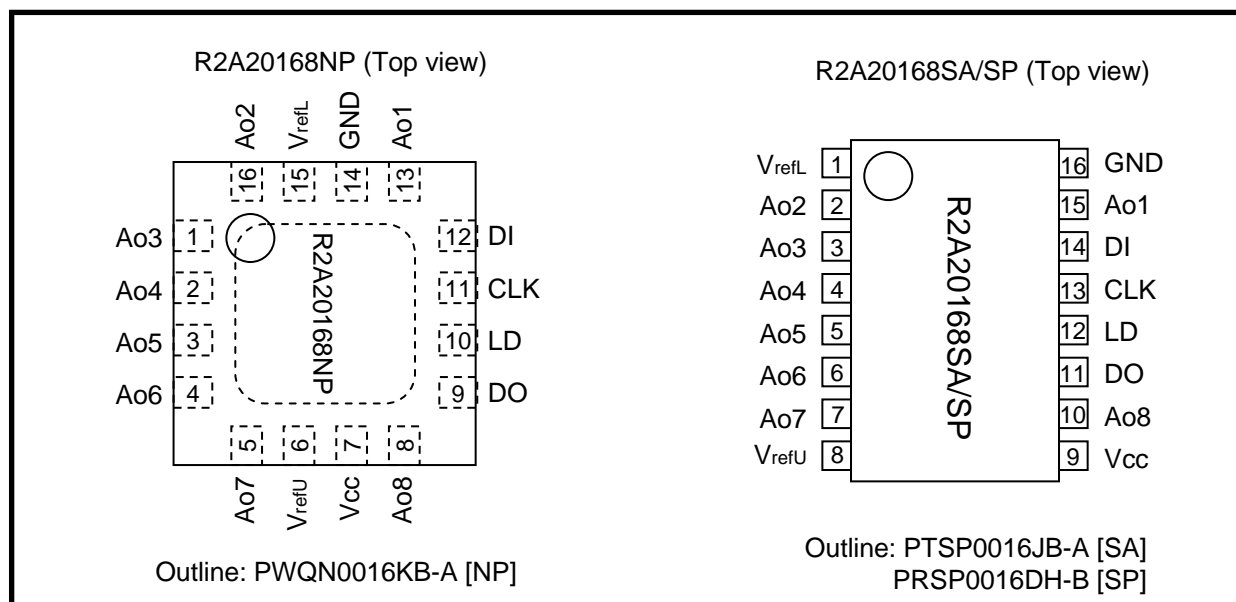 R2A20168NP (Top view)
Ao2 VrefL GND Ao1
16 15 14 13
Ao3 1
Ao4 2
Ao5 3
Ao6 4
R2A20168NP
12 DI
11 CLK
10 LD
9 DO
5 6 7 8
Ao7 VrefU Vcc Ao8
Outline: PWQN0016KB-A [NP]
R2A20168SA/SP (Top view)
VrefL 1
Ao2 2
Ao3 3
Ao4 4
Ao5 5
Ao6 6
Ao7 7
VrefU 8
R2A20168SA/SP
16 GND
15 Ao1
14 DI
13 CLK
12 LD
11 DO
10 Ao8
9 Vcc
Outline: PTSP0016JB-A [SA]
PRSP0016DH-B [SP]